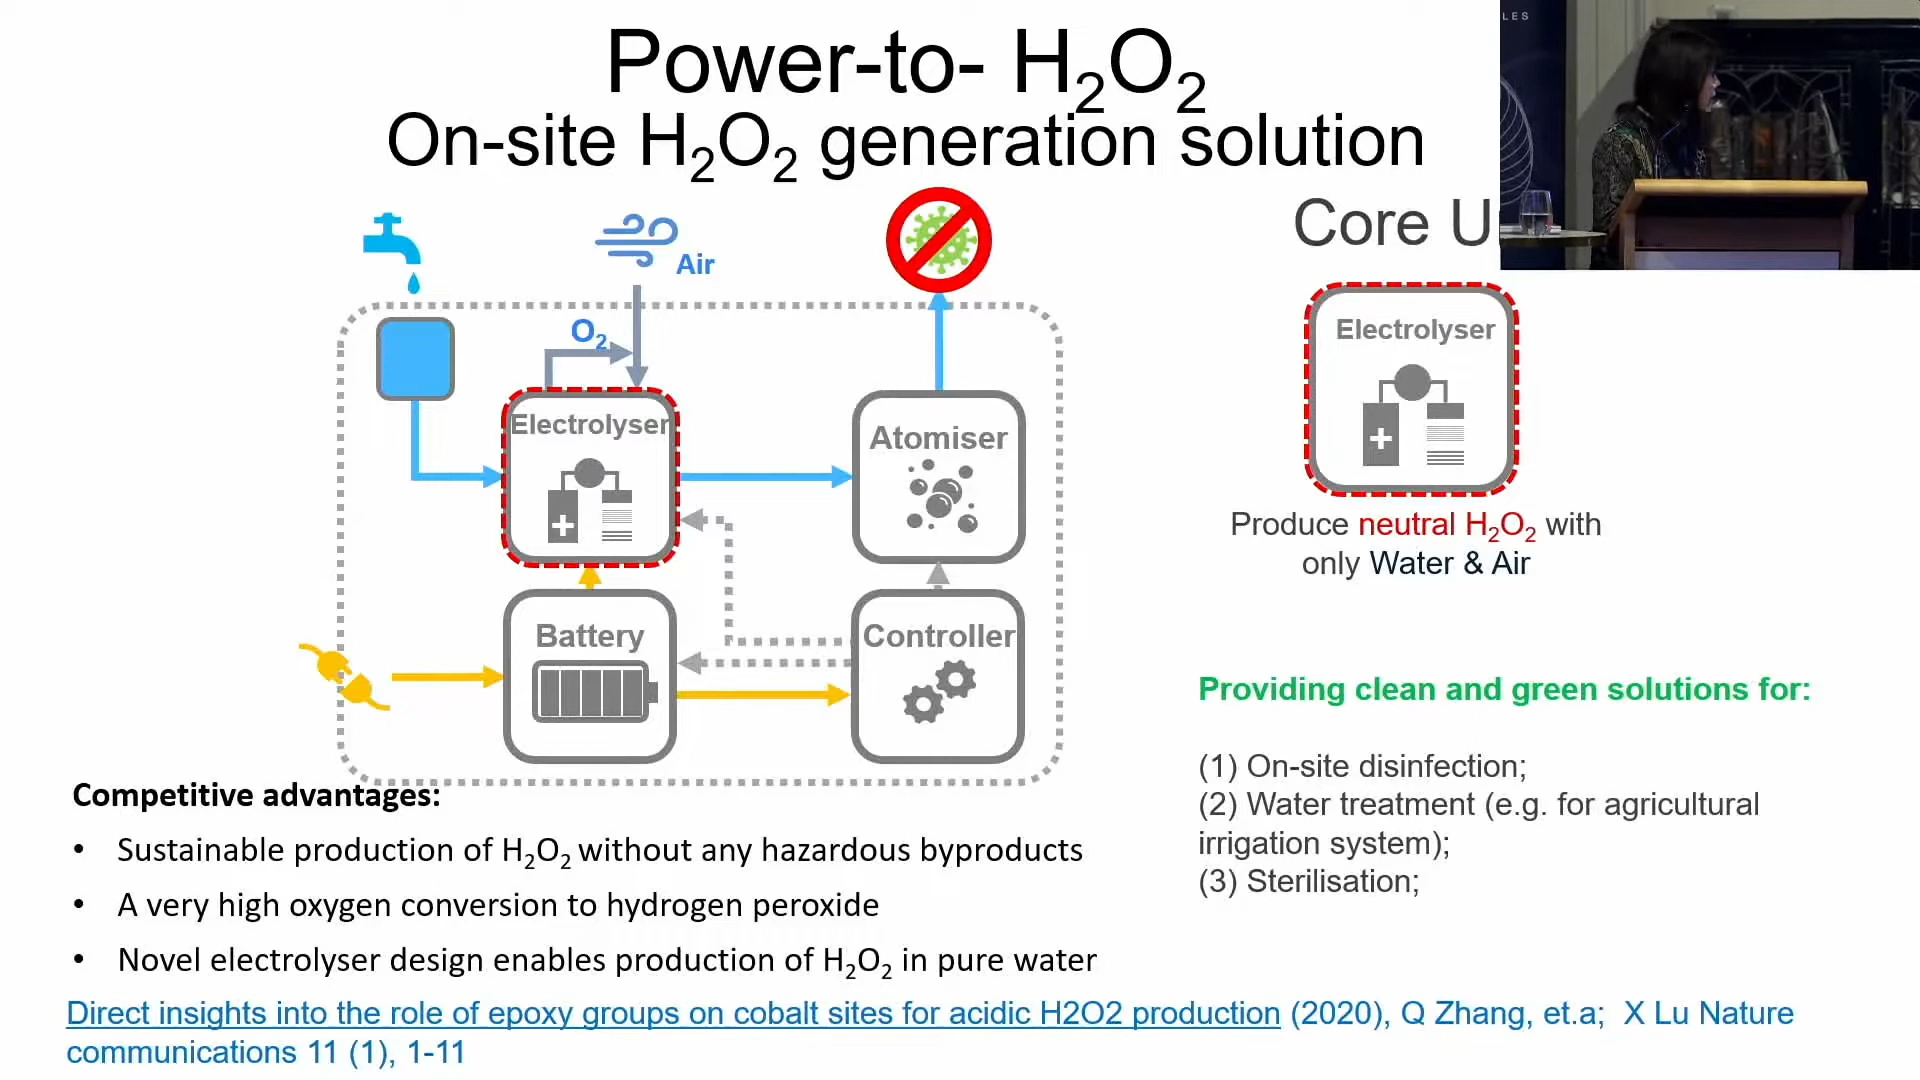 Power-to- H2O2
On-site H2O2 generation solution
LES
Core U
Air
O2
Electrolyser
Atomiser
Battery
Controller
Electrolyser
Produce neutral H2O2 with
only Water & Air
Providing clean and green solutions for:
(1) On-site disinfection;
(2) Water treatment (e.g. for agricultural
irrigation system);
(3) Sterilisation;
Competitive advantages:
• Sustainable production of H2O2 without any hazardous byproducts
• A very high oxygen conversion to hydrogen peroxide
• Novel electrolyser design enables production of H2O2 in pure water
Direct insights into the role of epoxy groups on cobalt sites for acidic H2O2 production (2020), Q Zhang, et.a; X Lu Nature
communications 11 (1), 1-11